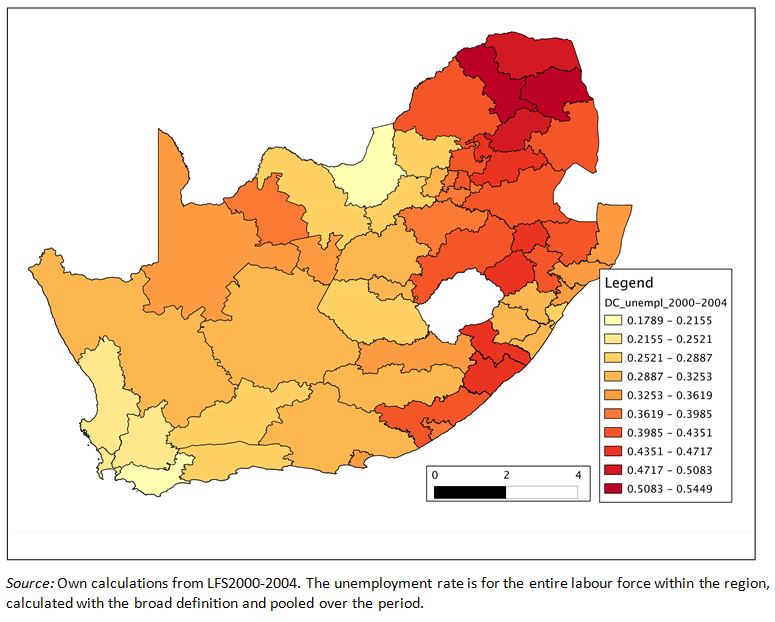 Legend
DC_unempl_2000-2004
0.1789 - 0.2155
0.2155 - 0.2521
0.2521 - 0.2887
0.2887 - 0.3253
0.3253 - 0.3619
0.3619 - 0.3985
0.3985 - 0.4351
0.4351 - 0.4717
0.4717 - 0.5083
0.5083 - 0.5449
0 2 4
Source: Own calculations from LFS2000-2004. The unemployment rate is for the entire labour force within the region,
calculated with the broad definition and pooled over the period.